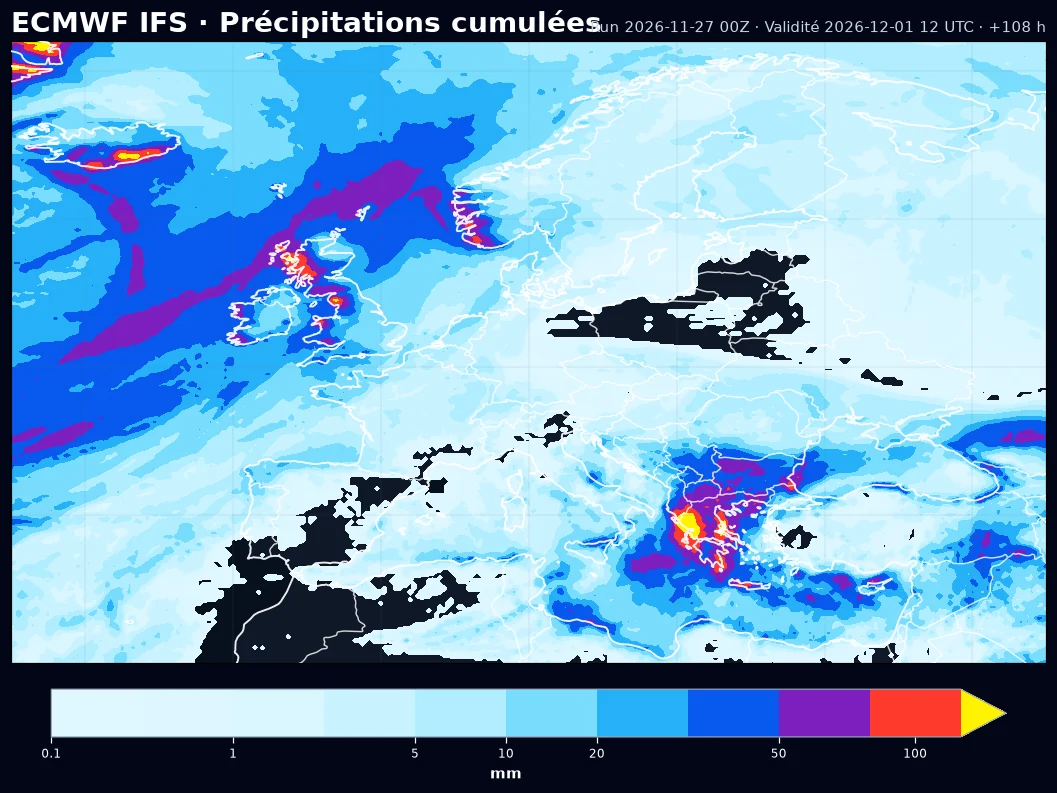 ECMWF IFS · Précipitations cumulées
Run 2026-11-27 00Z · Validité 2026-12-01 12 UTC · +108 h
0.1 1 5 10 20 50 100
mm